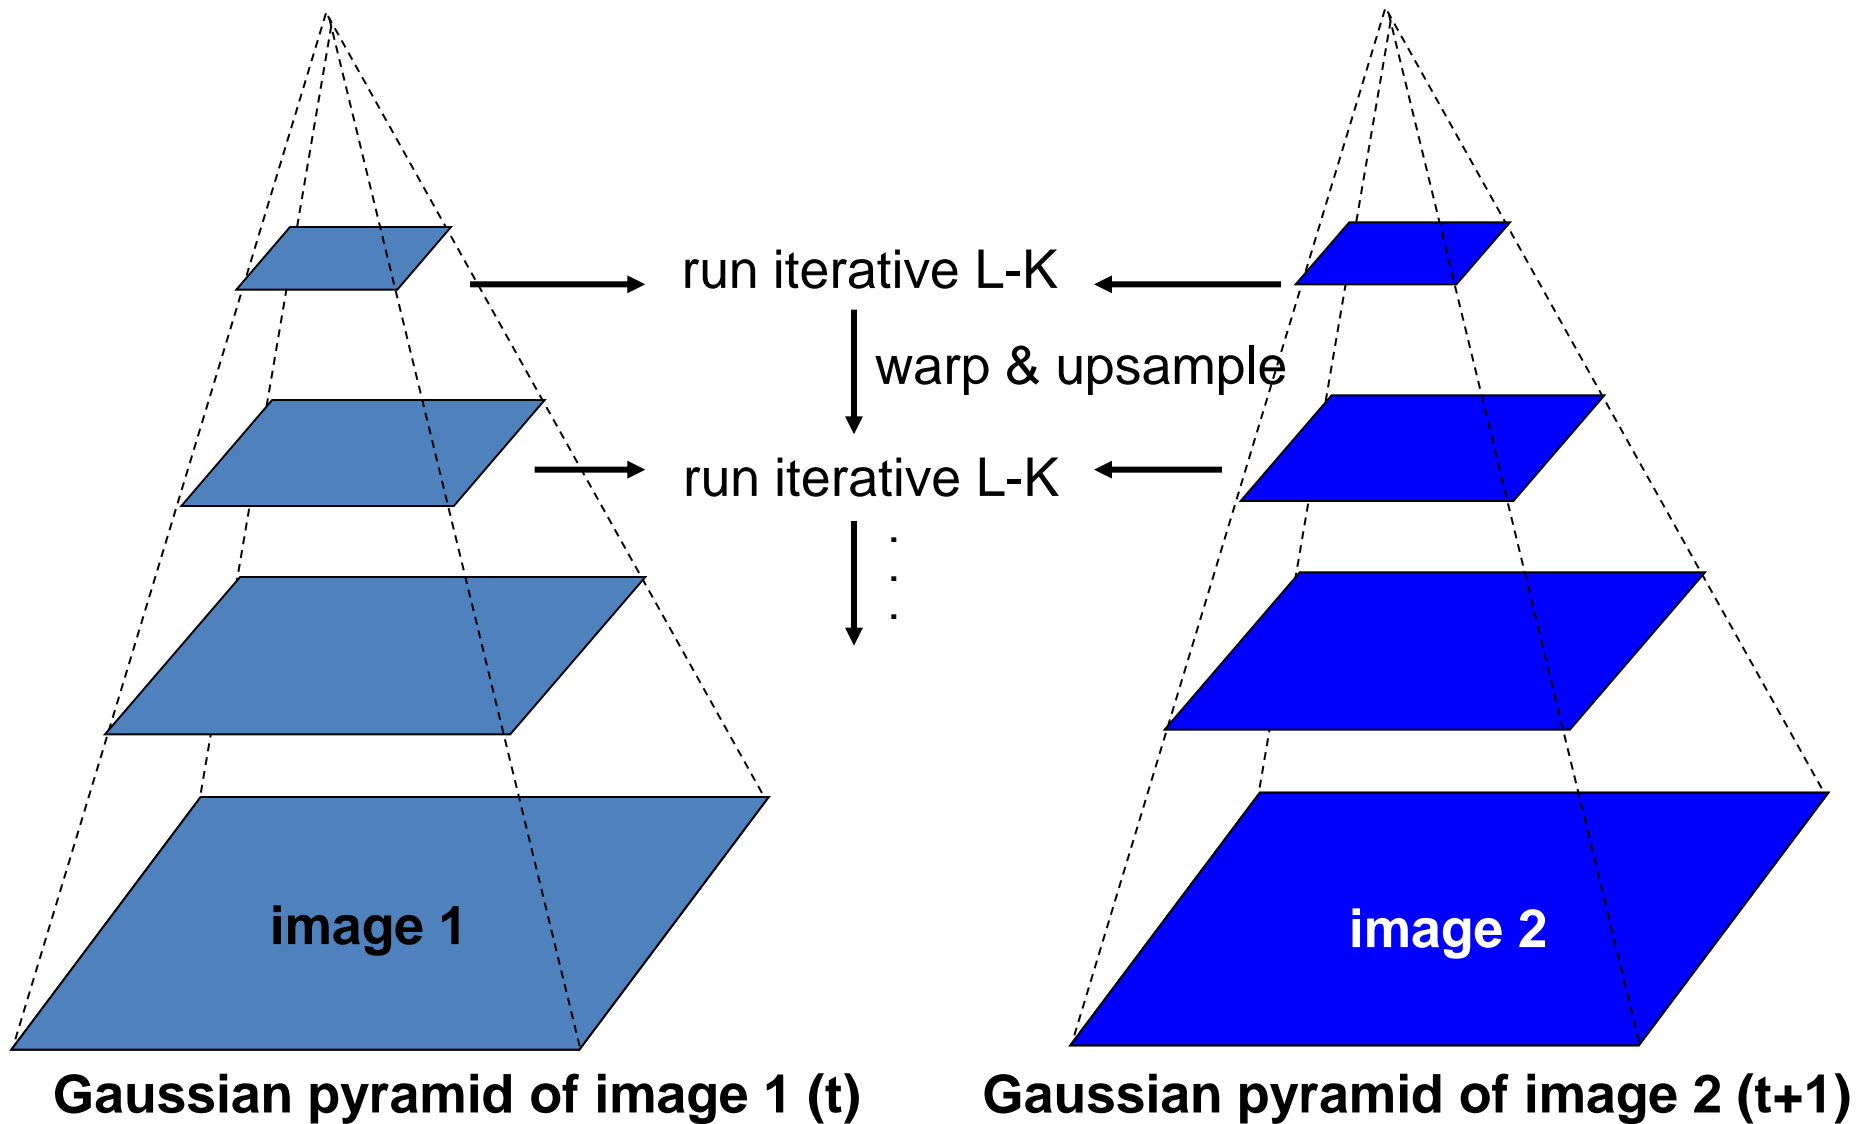 run iterative L-K
warp & upsample
run iterative L-K
.
.
.
image 1
image 2
Gaussian pyramid of image 1 (t)
Gaussian pyramid of image 2 (t+1)